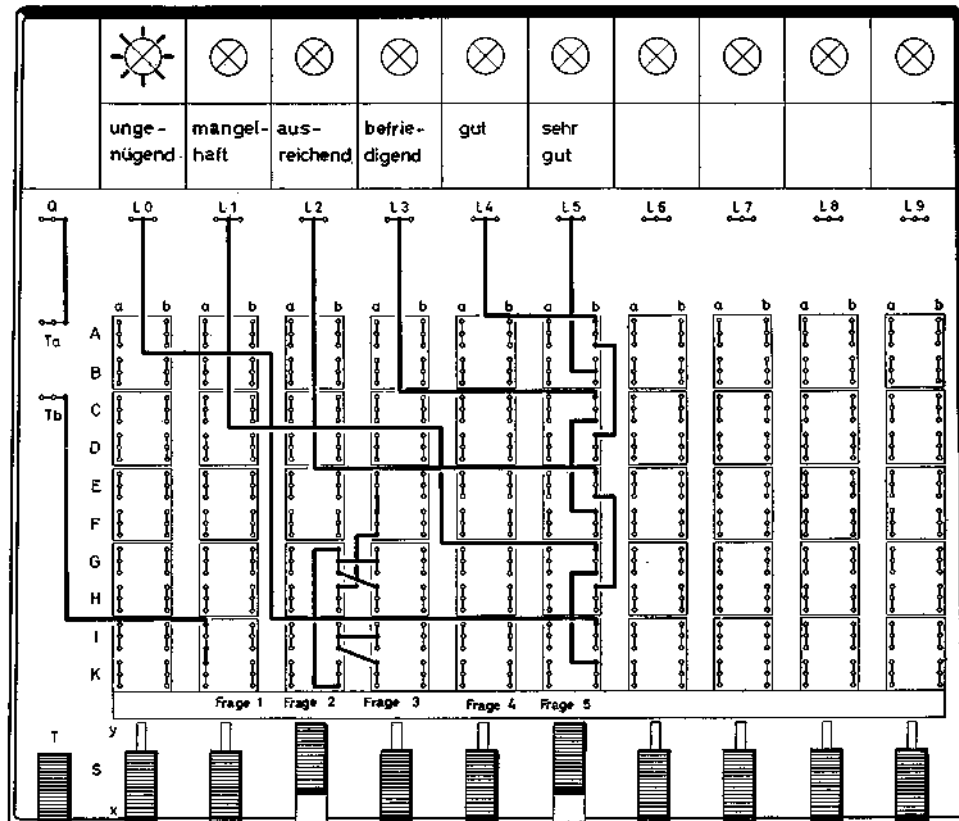 unge- mangel- aus- befrie- gut sehr
nügend haft reichend digend gut
Q L0 L1 L2 L3 L4 L5 L6 L7 L8 L9
a b a b a b a b a b a b a b a b a b a b
Ta
A
B
Tb
C
D
E
F
G
H
I
K
Frage 1 Frage 2 Frage 3 Frage 4 Frage 5
T
y
S
x